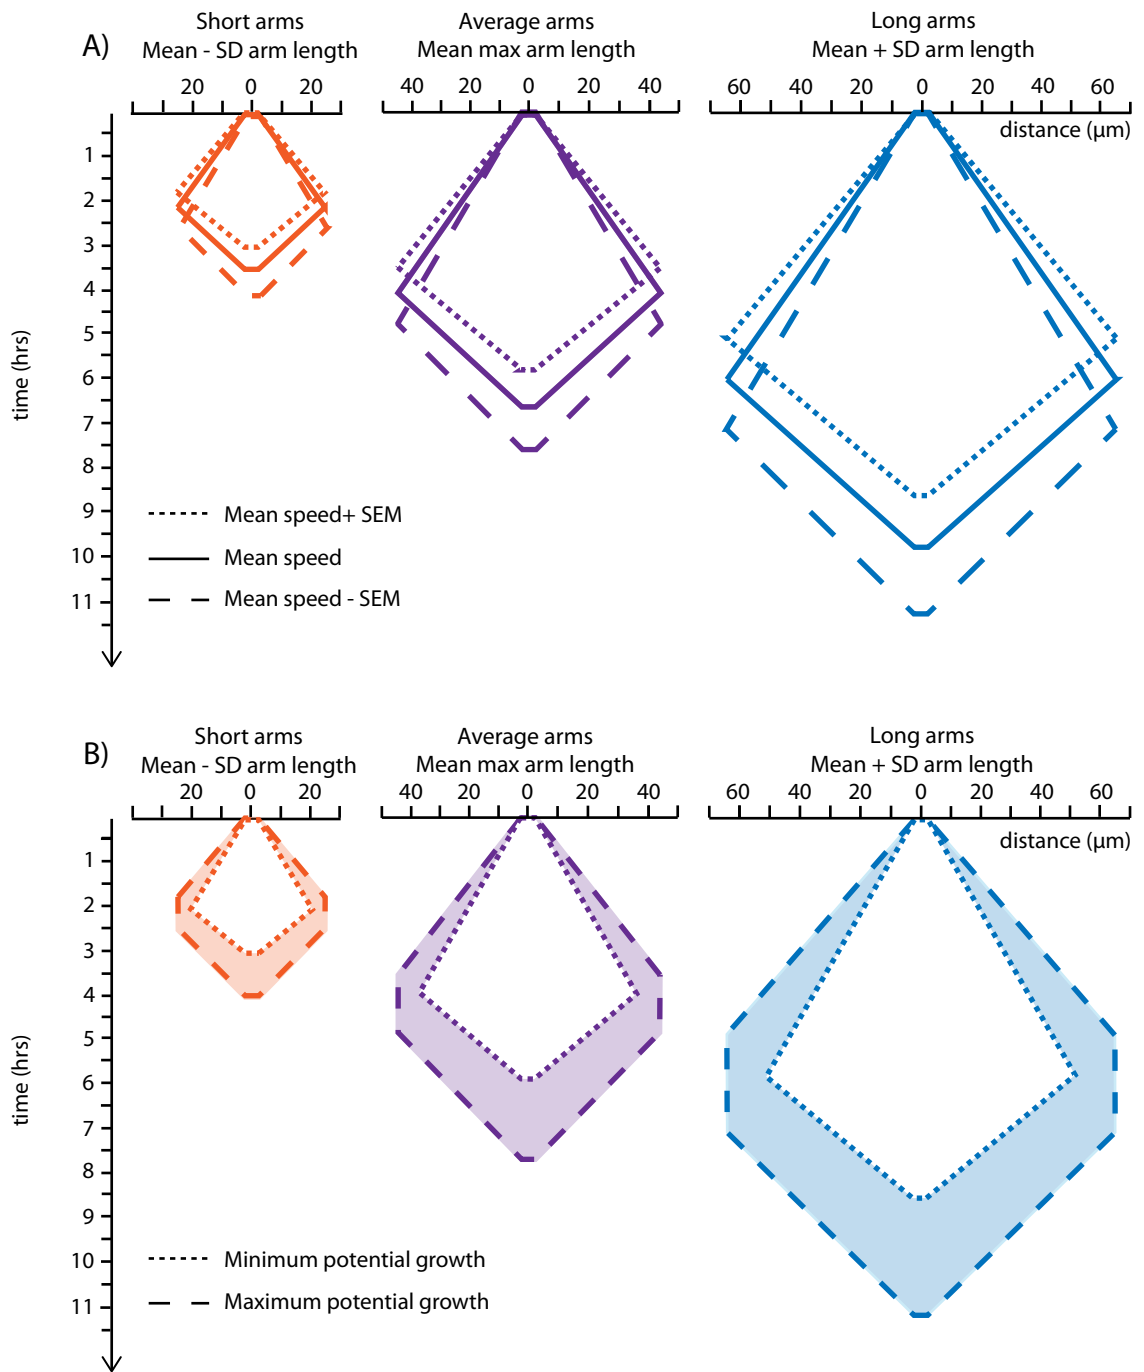 A)
Short arms
Mean - SD arm length
Average arms
Mean max arm length
Long arms
Mean + SD arm length
20 0 20
40 20 0 20 40
60 40 20 0 20 40 60
distance (µm)
time (hrs)
1
2
3
4
5
6
7
8
9
10
11
Mean speed+ SEM
Mean speed
Mean speed - SEM
B)
Short arms
Mean - SD arm length
Average arms
Mean max arm length
Long arms
Mean + SD arm length
20 0 20
40 20 0 20 40
60 40 20 0 20 40 60
distance (µm)
time (hrs)
1
2
3
4
5
6
7
8
9
10
11
Minimum potential growth
Maximum potential growth